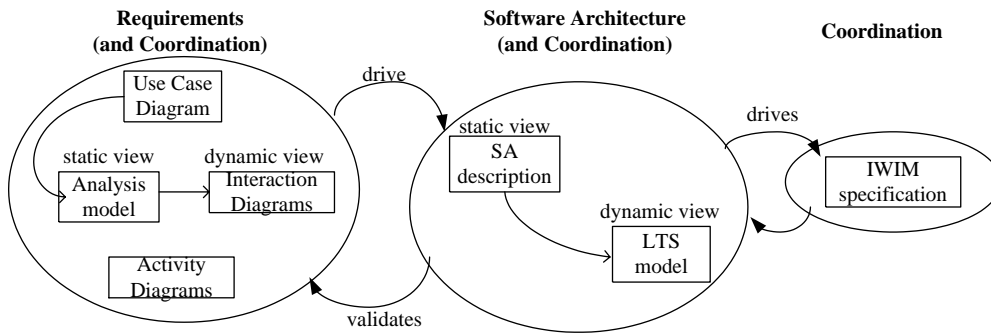 Requirements
(and Coordination)
Software Architecture
(and Coordination)
Coordination
drive
drives
Use Case
Diagram
static view
Analysis
model
dynamic view
Interaction
Diagrams
Activity
Diagrams
static view
SA
description
dynamic view
LTS
model
IWIM
specification
validates